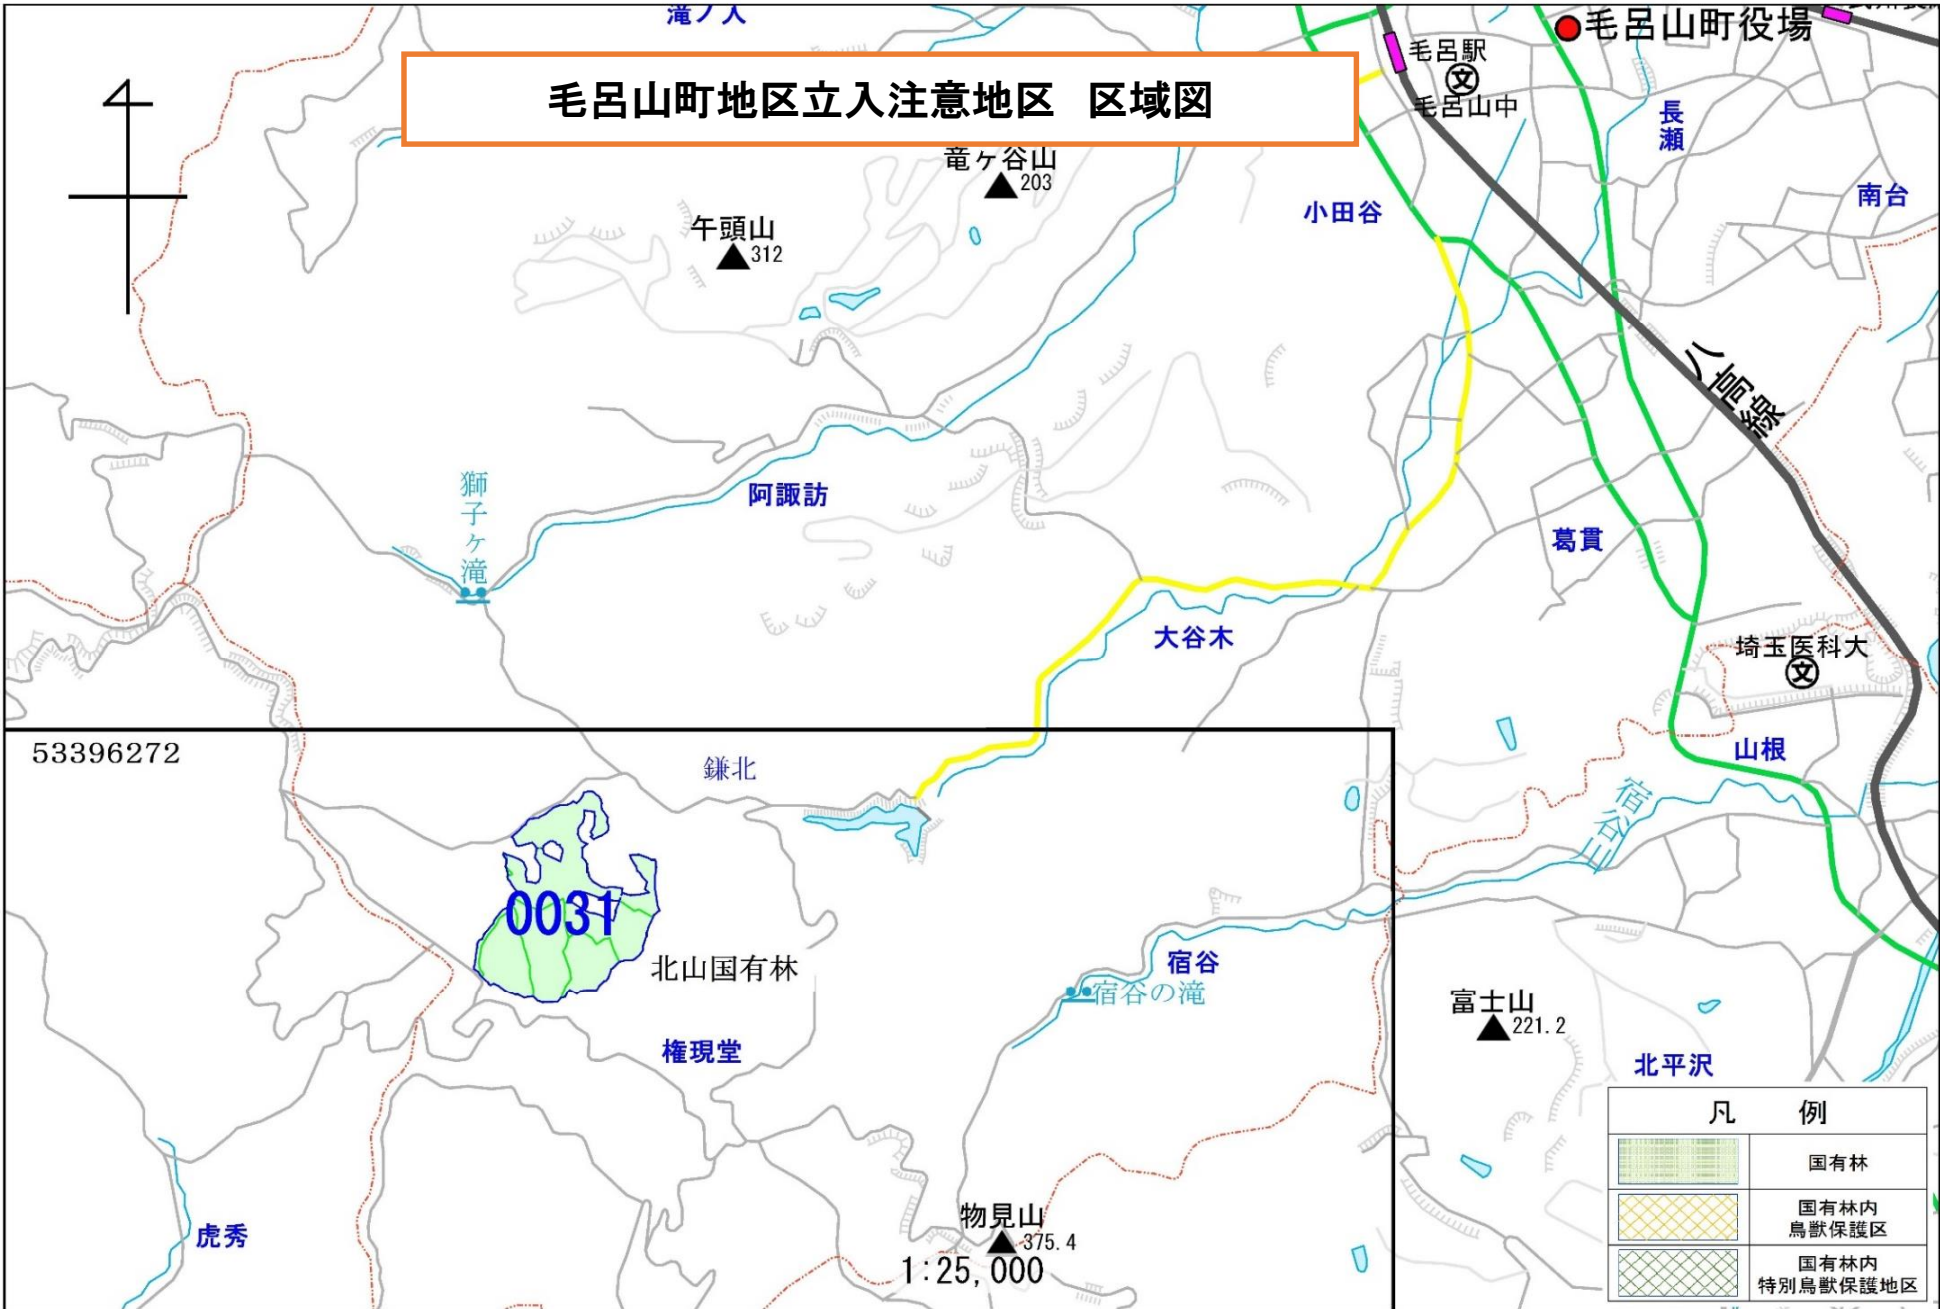 滝ノ入
毛呂山町役場
毛呂山町地区立入注意地区　区域図
毛呂駅
文
毛呂山中
長瀬
南台
竜ヶ谷山
203
小田谷
午頭山
312
八高線
獅子ヶ滝
阿諏訪
葛貫
大谷木
埼玉医科大
文
山根
53396272
鎌北
宿谷川
0031
北山国有林
宿谷
宿谷の滝
富士山
221.2
権現堂
北平沢
凡　例
国有林
国有林内
鳥獣保護区
国有林内
特別鳥獣保護地区
虎秀
物見山
375.4
1:25,000